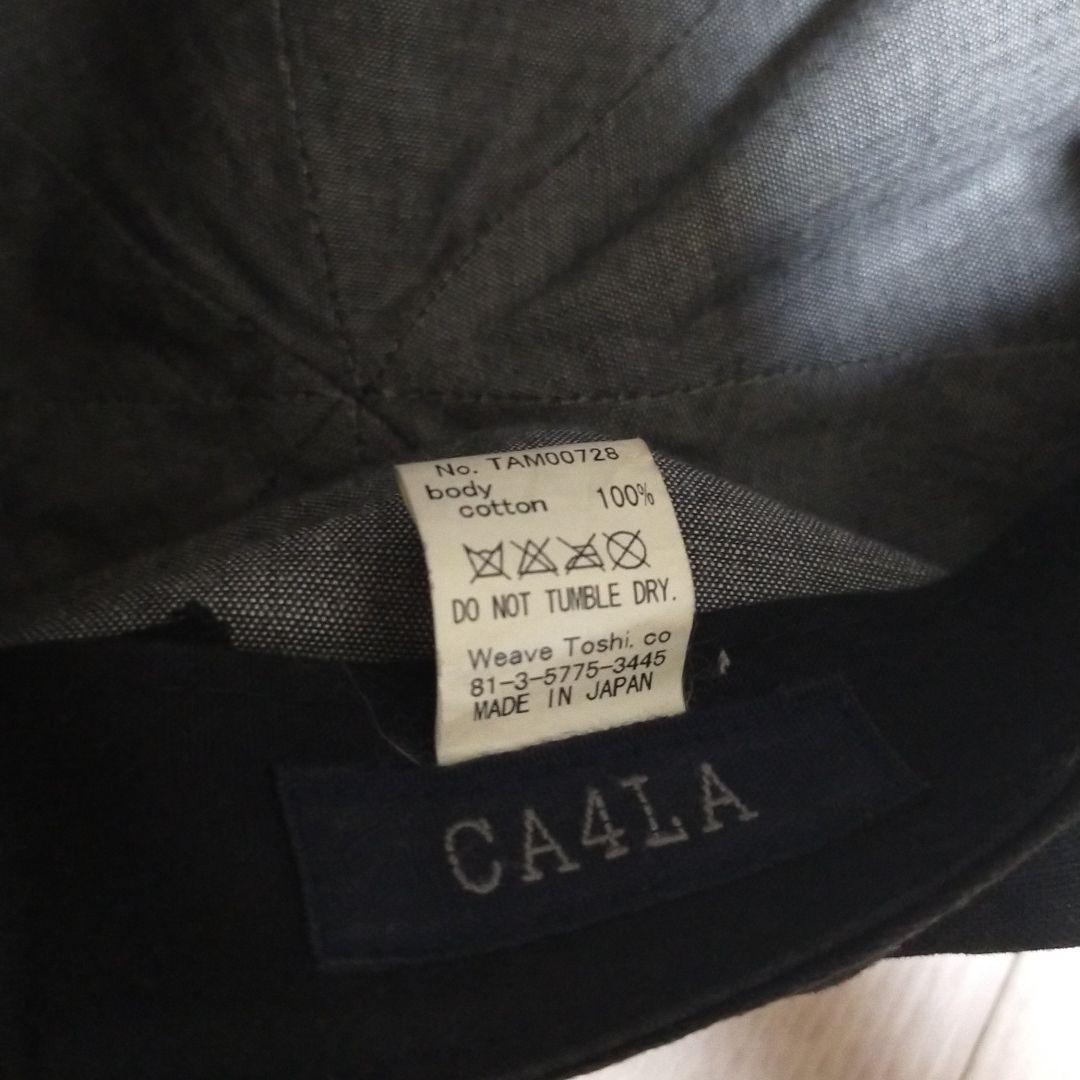 No. TAM00728
body
cotton 100%
DO NOT TUMBLE DRY.
Weave Toshi. co
81-3-5775-3445
MADE IN JAPAN
CA4LA